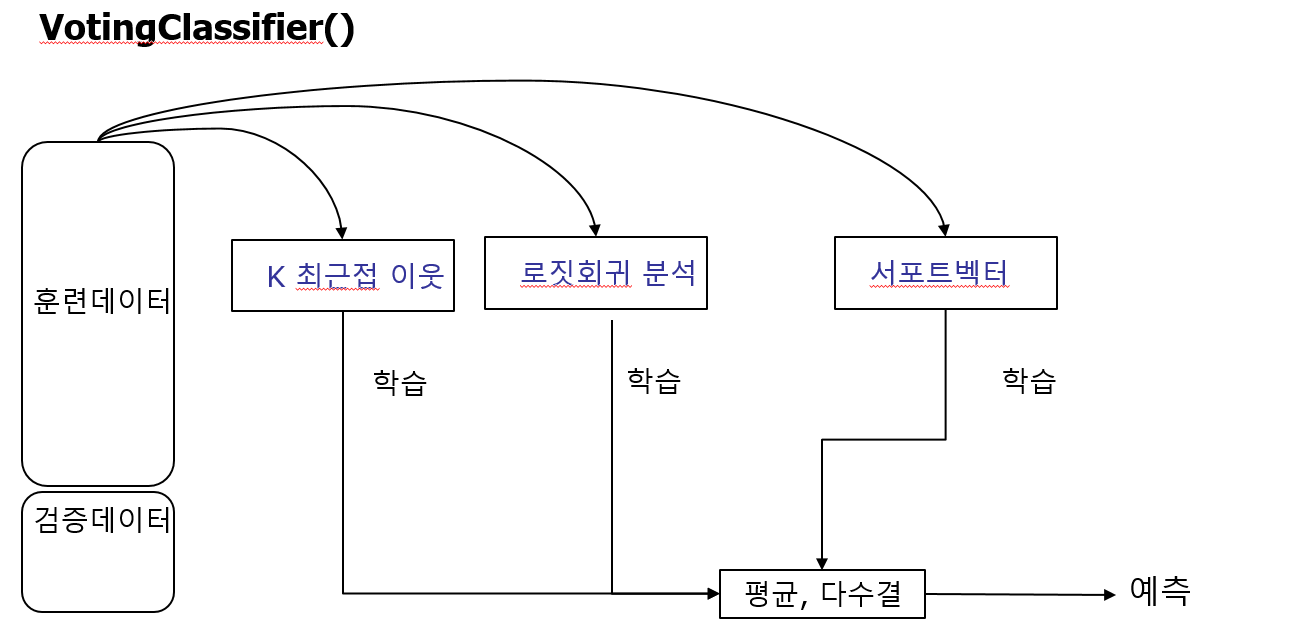 VotingClassifier()
훈련데이터
K 최근접 이웃
로짓회귀 분석
서포트벡터
학습
학습
학습
검증데이터
평균, 다수결
예측